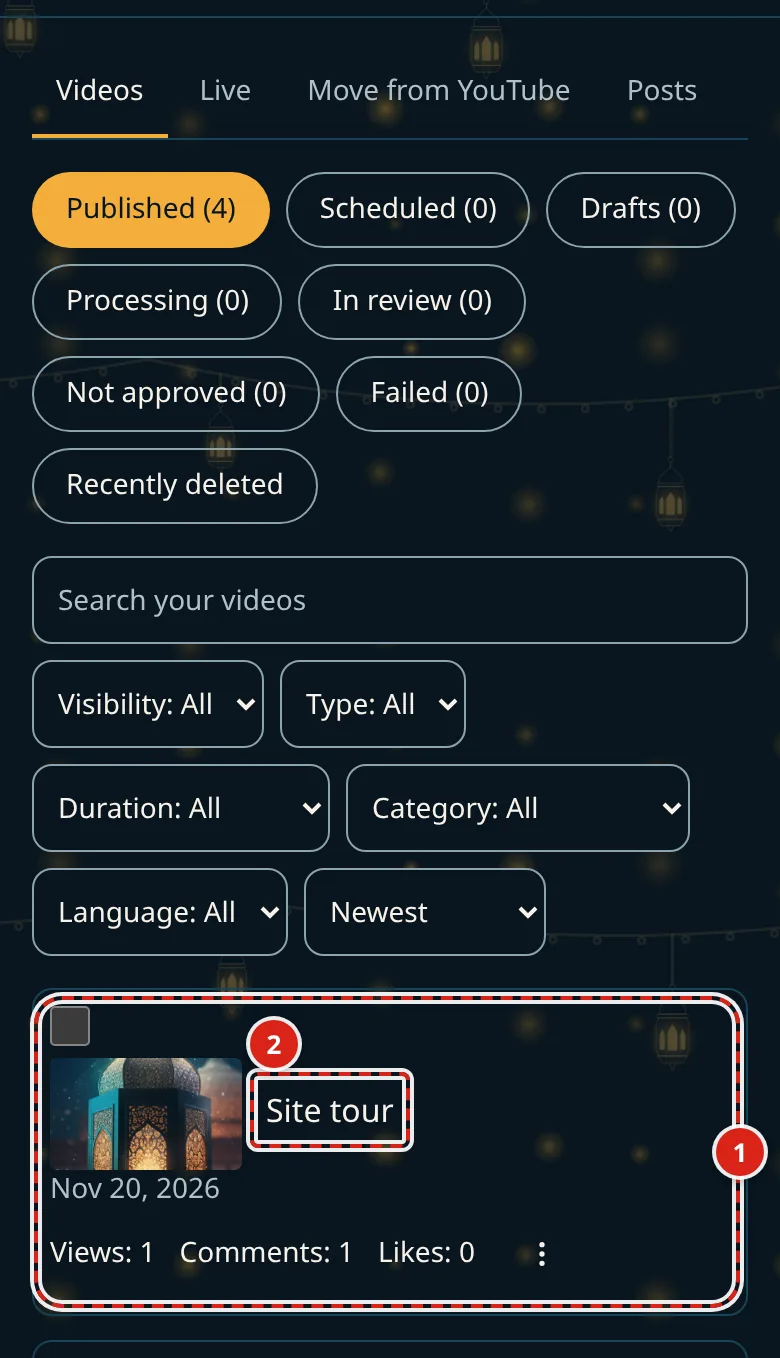 Videos Live Move from YouTube Posts
Published (4) Scheduled (0) Drafts (0)
Processing (0) In review (0)
Not approved (0) Failed (0)
Recently deleted
Search your videos
Visibility: All Type: All
Duration: All Category: All
Language: All Newest
2
Site tour
1
Nov 20, 2026
Views: 1 Comments: 1 Likes: 0